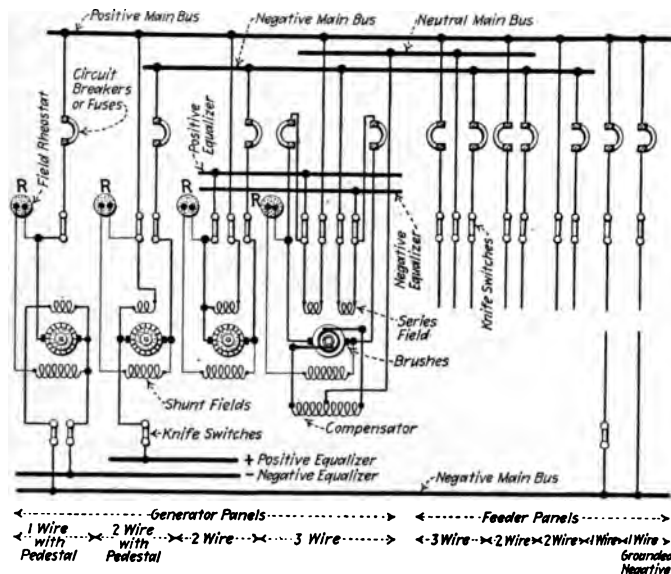 Positive Main Bus
Negative Main Bus
Neutral Main Bus
Circuit
Breakers
or Fuses
Field Rheostat
Positive
Equalizer
R
R
R
R
Negative
Equalizer
Knife Switches
Series
Field
Brushes
Shunt Fields
Knife Switches
Compensator
+ Positive Equalizer
- Negative Equalizer
Negative Main Bus
Generator Panels
Feeder Panels
1 Wire
with
Pedestal
2 Wire
with
Pedestal
2 Wire
3 Wire
3 Wire
2 Wire
2 Wire
1 Wire
1 Wire
Grounded
Negative